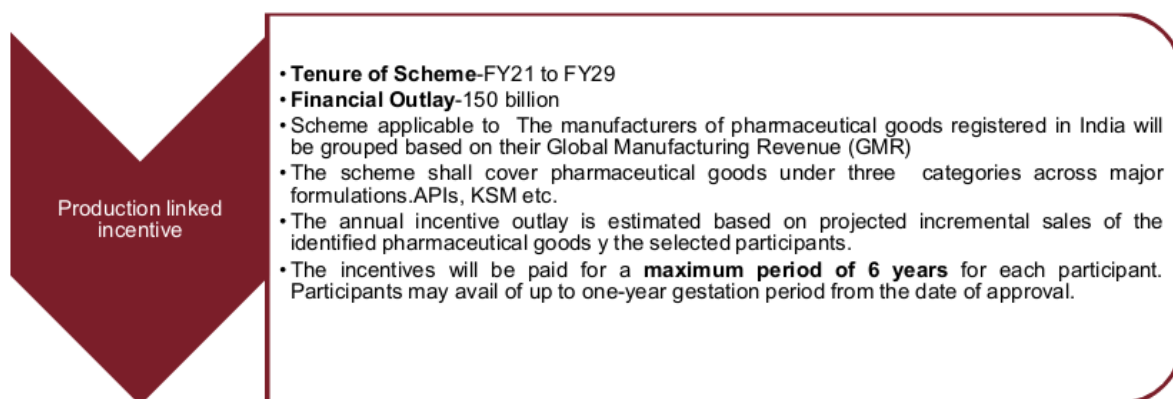 Production linked
incentive
• Tenure of Scheme-FY21 to FY29
• Financial Outlay-150 billion
• Scheme applicable to The manufacturers of pharmaceutical goods registered in India will
be grouped based on their Global Manufacturing Revenue (GMR)
• The scheme shall cover pharmaceutical goods under three categories across major
formulations.APIs, KSM etc.
• The annual incentive outlay is estimated based on projected incremental sales of the
identified pharmaceutical goods y the selected participants.
• The incentives will be paid for a maximum period of 6 years for each participant.
Participants may avail of up to one-year gestation period from the date of approval.